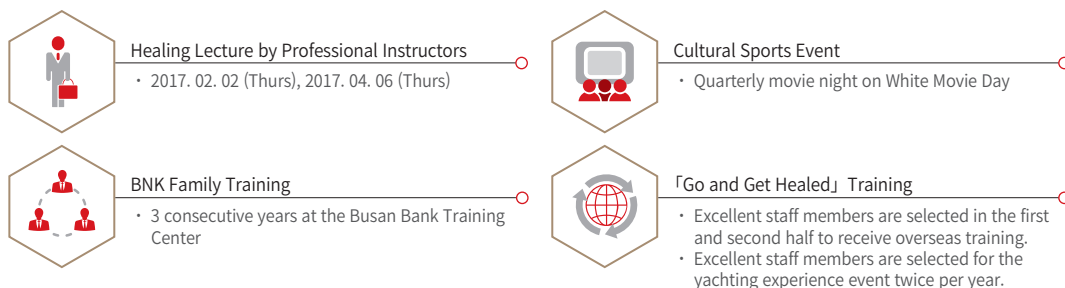 Healing Lecture by Professional Instructors
· 2017. 02. 02 (Thurs), 2017. 04. 06 (Thurs)
Cultural Sports Event
· Quarterly movie night on White Movie Day
BNK Family Training
· 3 consecutive years at the Busan Bank Training
Center
「Go and Get Healed」 Training
· Excellent staff members are selected in the first
and second half to receive overseas training.
· Excellent staff members are selected for the
yachting experience event twice per year.